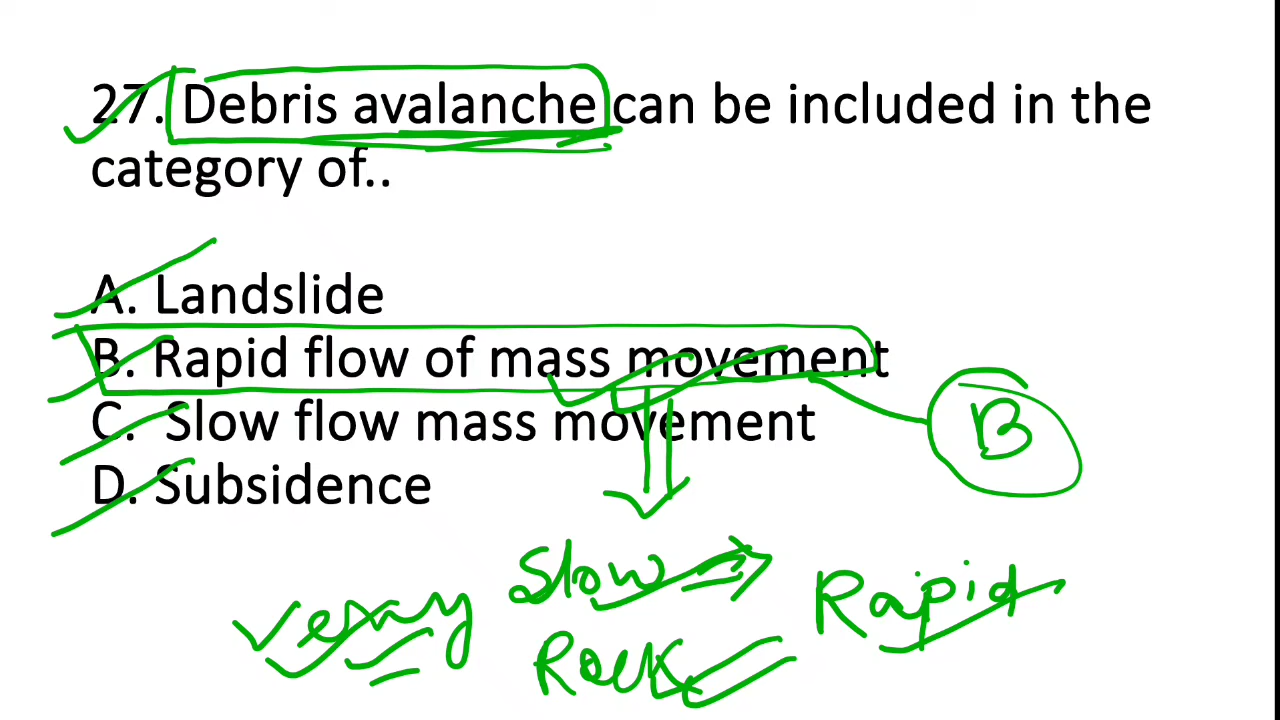 27. Debris avalanche can be included in the
category of..
A. Landslide
B. Rapid flow of mass movement
C. Slow flow mass movement
D. Subsidence
B
Slow
Rapid
Rock